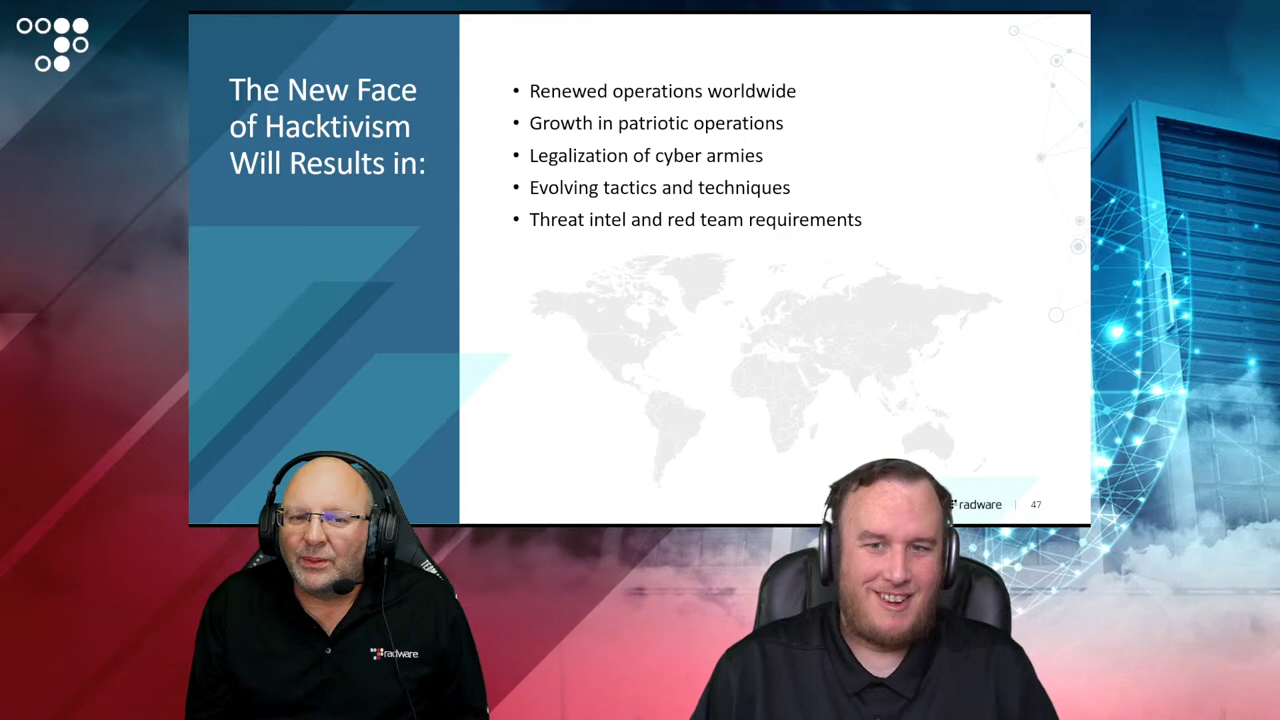 The New Face
of Hacktivism
Will Results in:
• Renewed operations worldwide
• Growth in patriotic operations
• Legalization of cyber armies
• Evolving tactics and techniques
• Threat intel and red team requirements
radware | 47
radware